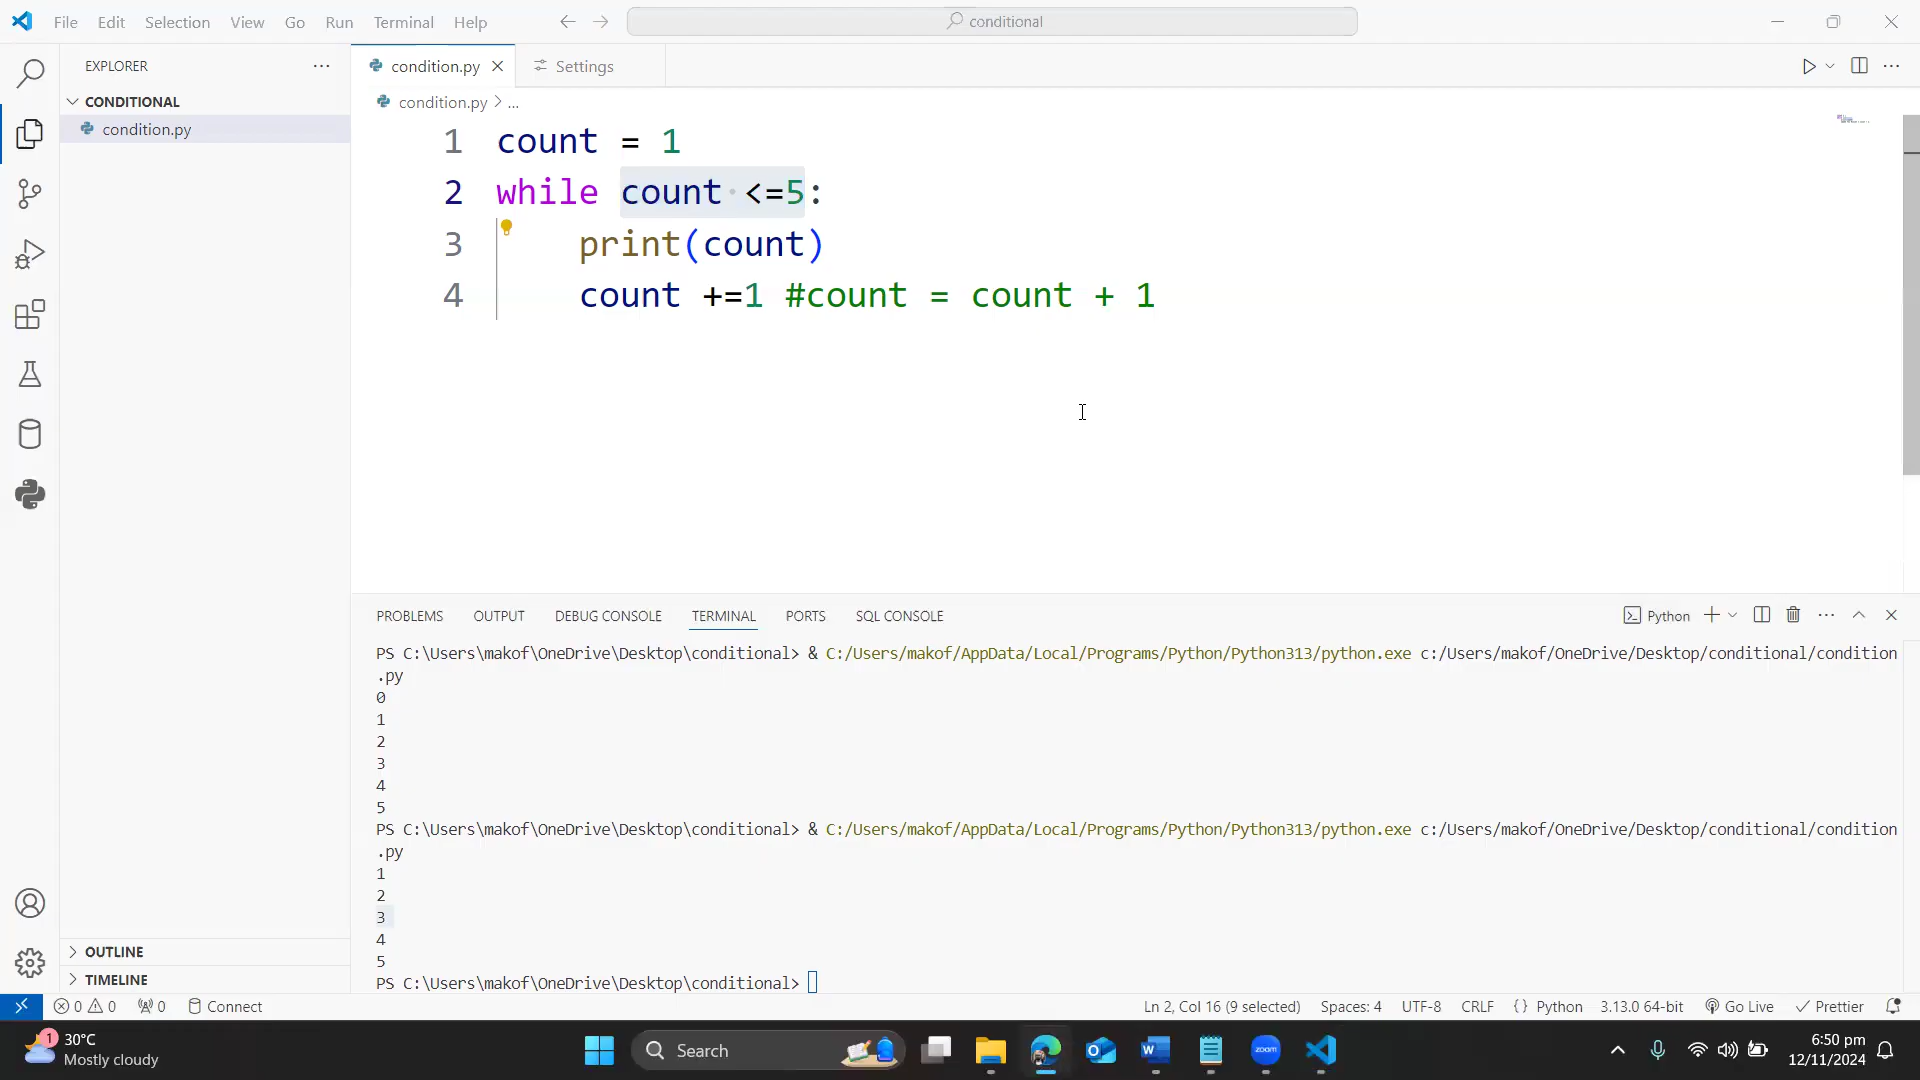 File Edit Selection View Go Run Terminal Help
conditional
EXPLORER
CONDITIONAL
condition.py
OUTLINE
TIMELINE
condition.py
Settings
condition.py > ...
1 count = 1
2 while count <=5:
3 print(count)
4 count +=1 #count = count + 1
PROBLEMS OUTPUT DEBUG CONSOLE TERMINAL PORTS SQL CONSOLE
Python
PS C:\Users\makof\OneDrive\Desktop\conditional> & C:/Users/makof/AppData/Local/Programs/Python/Python313/python.exe c:/Users/makof/OneDrive/Desktop/conditional/condition
.py
0
1
2
3
4
5
PS C:\Users\makof\OneDrive\Desktop\conditional> & C:/Users/makof/AppData/Local/Programs/Python/Python313/python.exe c:/Users/makof/OneDrive/Desktop/conditional/condition
.py
1
2
3
4
5
PS C:\Users\makof\OneDrive\Desktop\conditional>
0 0 0 Connect Ln 2, Col 16 (9 selected) Spaces: 4 UTF-8 CRLF {} Python 3.13.0 64-bit Go Live Prettier
1
30°C
Mostly cloudy
Search
zoom
6:50 pm
12/11/2024